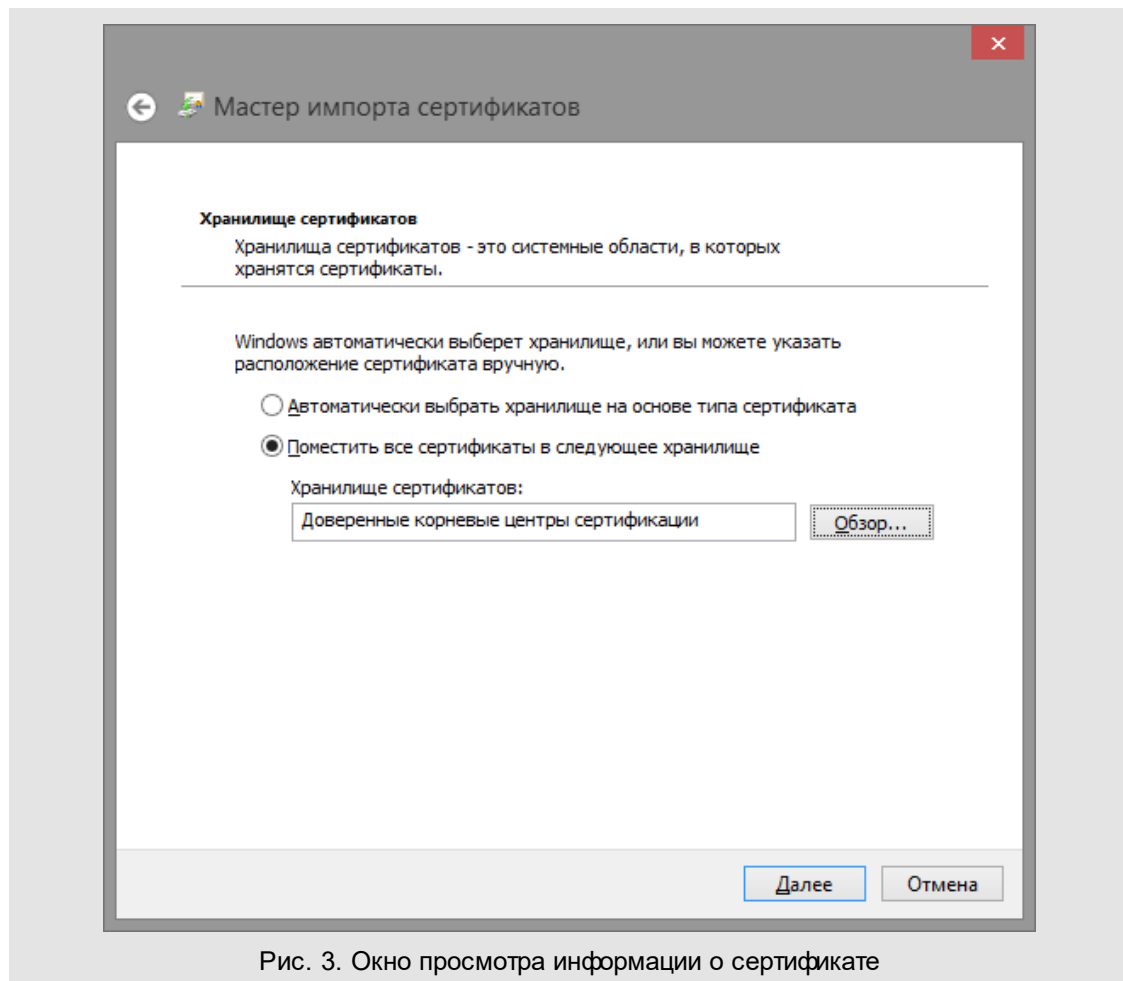 Мастер импорта сертификатов
Хранилище сертификатов
Хранилища сертификатов - это системные области, в которых
хранятся сертификаты.
Windows автоматически выберет хранилище, или вы можете указать
расположение сертификата вручную.
Автоматически выбрать хранилище на основе типа сертификата
Поместить все сертификаты в следующее хранилище
Хранилище сертификатов:
Доверенные корневые центры сертификации
Обзор...
Далее
Отмена
Рис. 3. Окно просмотра информации о сертификате